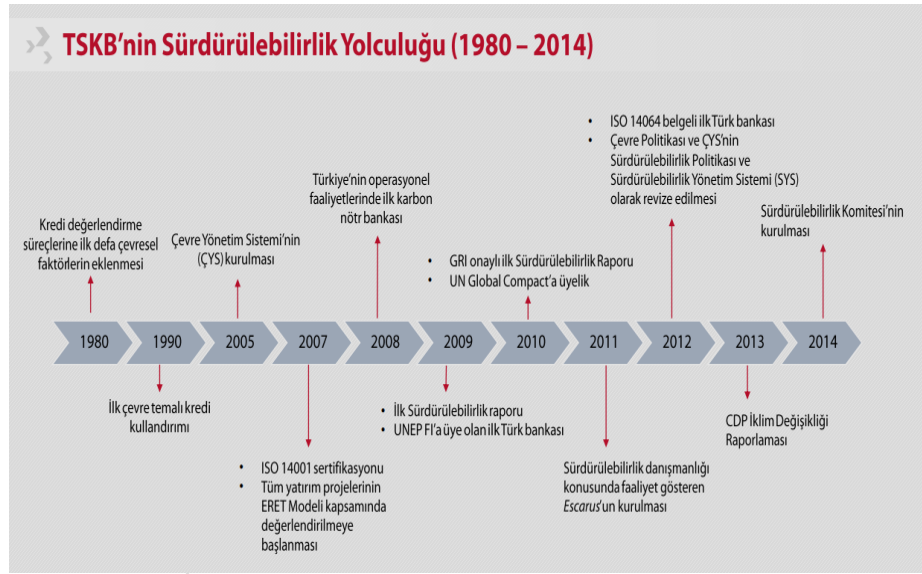 TSKB'nin Sürdürülebilirlik Yolculuğu (1980 – 2014)
Kredi değerlendirme
süreçlerine ilk defa çevresel
faktörlerin eklenmesi
Çevre Yönetim Sistemi'nin
(ÇYS) kurulması
Türkiye'nin operasyonel
faaliyetlerinde ilk karbon
nötr bankası
• GRI onaylı ilk Sürdürülebilirlik Raporu
• UN Global Compact'a üyelik
• ISO 14064 belgeli ilk Türk bankası
• Çevre Politikası ve ÇYS'nin
Sürdürülebilirlik Politikası ve
Sürdürülebilirlik Yönetim Sistemi (SYS)
olarak revize edilmesi
Sürdürülebilirlik Komitesi'nin
kurulması
1980 1990 2005 2007 2008 2009 2010 2011 2012 2013 2014
İlk çevre temalı kredi
kullandırımı
• ISO 14001 sertifikasyonu
• Tüm yatırım projelerinin
ERET Modeli kapsamında
değerlendirilmeye
başlanması
• İlk Sürdürülebilirlik raporu
• UNEP FI'a üye olan ilk Türk bankası
Sürdürülebilirlik danışmanlığı
konusunda faaliyet gösteren
Escarus'un kurulması
CDP İklim Değişikliği
Raporlaması